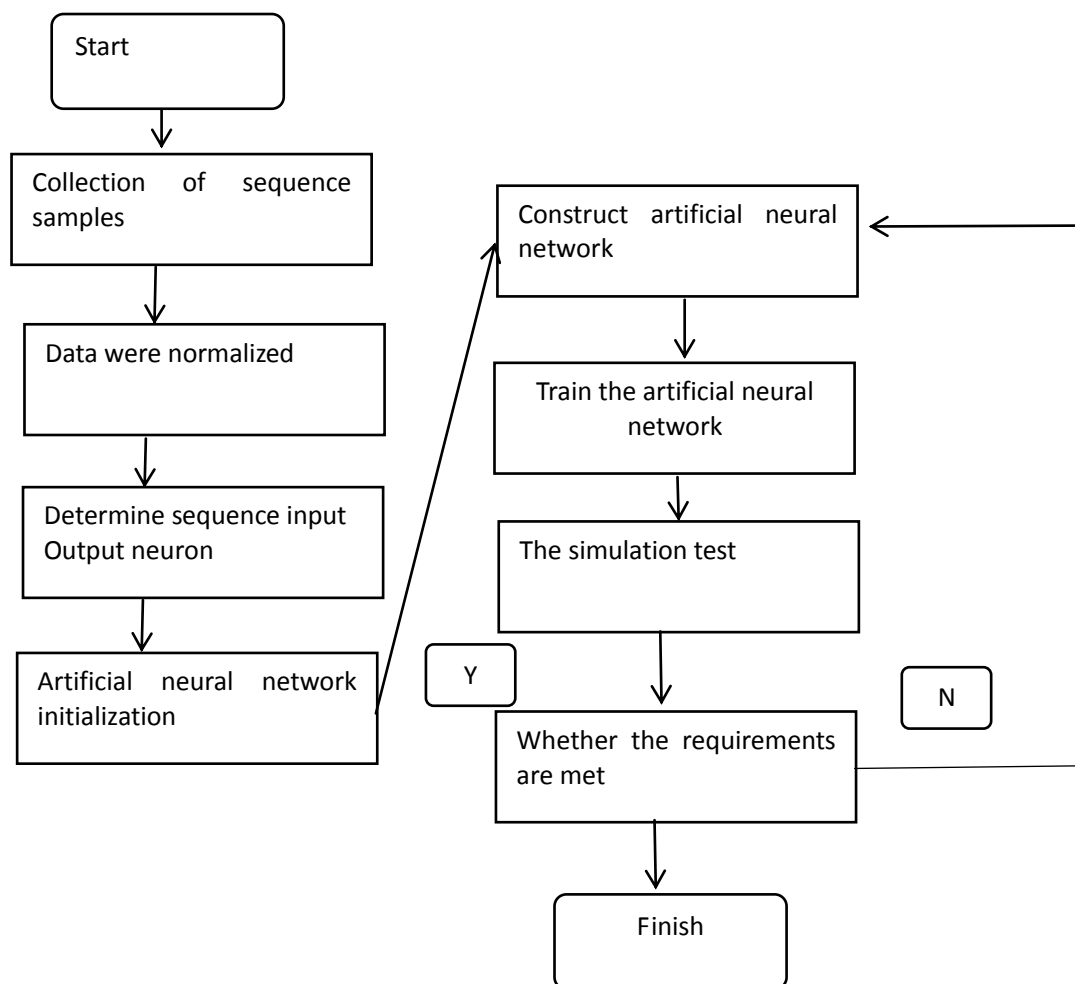 Start
Collection of sequence
samples
Data were normalized
Determine sequence input
Output neuron
Artificial neural network
initialization
Construct artificial neural
network
Train the artificial neural
network
The simulation test
Y
N
Whether the requirements
are met
Finish